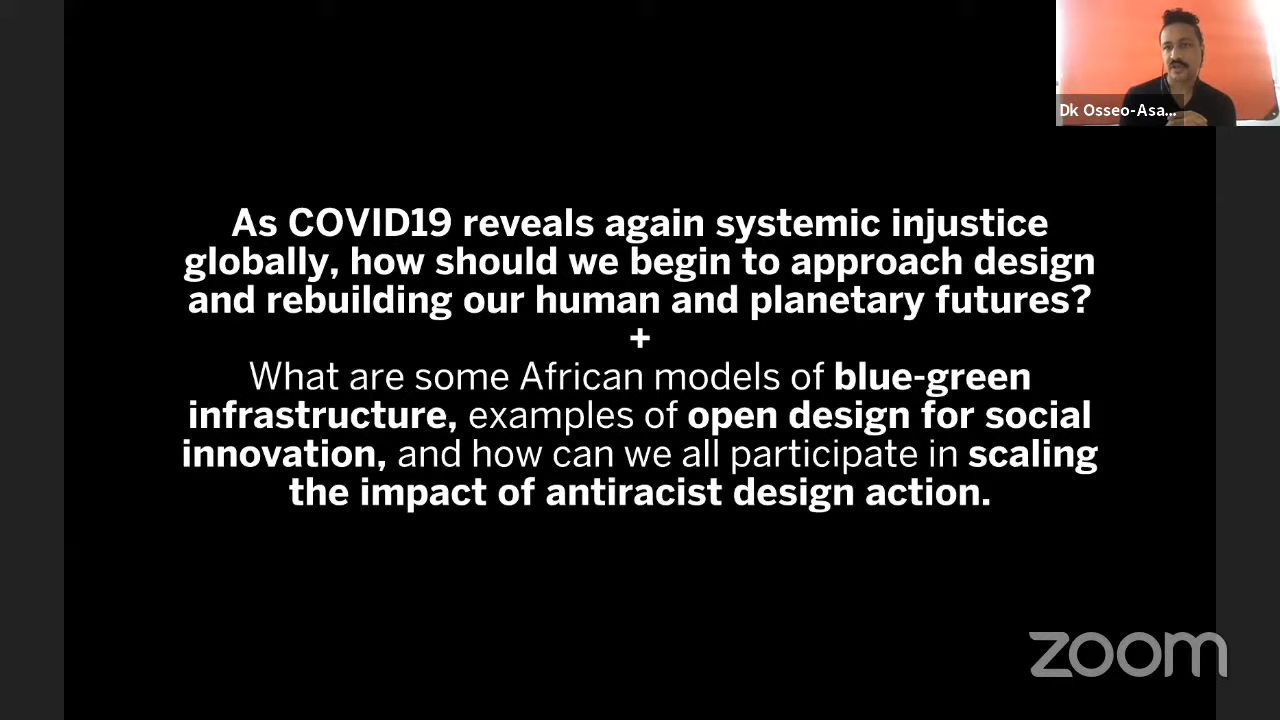 Dk Osseo-Asa...
As COVID19 reveals again systemic injustice
globally, how should we begin to approach design
and rebuilding our human and planetary futures?
+
What are some African models of blue-green
infrastructure, examples of open design for social
innovation, and how can we all participate in scaling
the impact of antiracist design action.
zoom